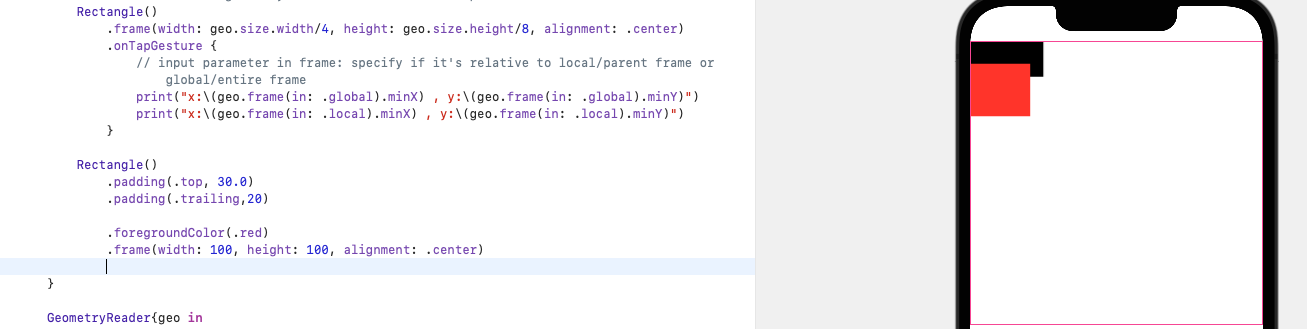 Rectangle()
.frame(width: geo.size.width/4, height: geo.size.height/8, alignment: .center)
.onTapGesture {
// input parameter in frame: specify if it's relative to local/parent frame or
global/entire frame
print("x:\(geo.frame(in: .global).minX) , y:\(geo.frame(in: .global).minY)")
print("x:\(geo.frame(in: .local).minX) , y:\(geo.frame(in: .local).minY)")
}
Rectangle()
.padding(.top, 30.0)
.padding(.trailing,20)
.foregroundColor(.red)
.frame(width: 100, height: 100, alignment: .center)
}
GeometryReader{geo in